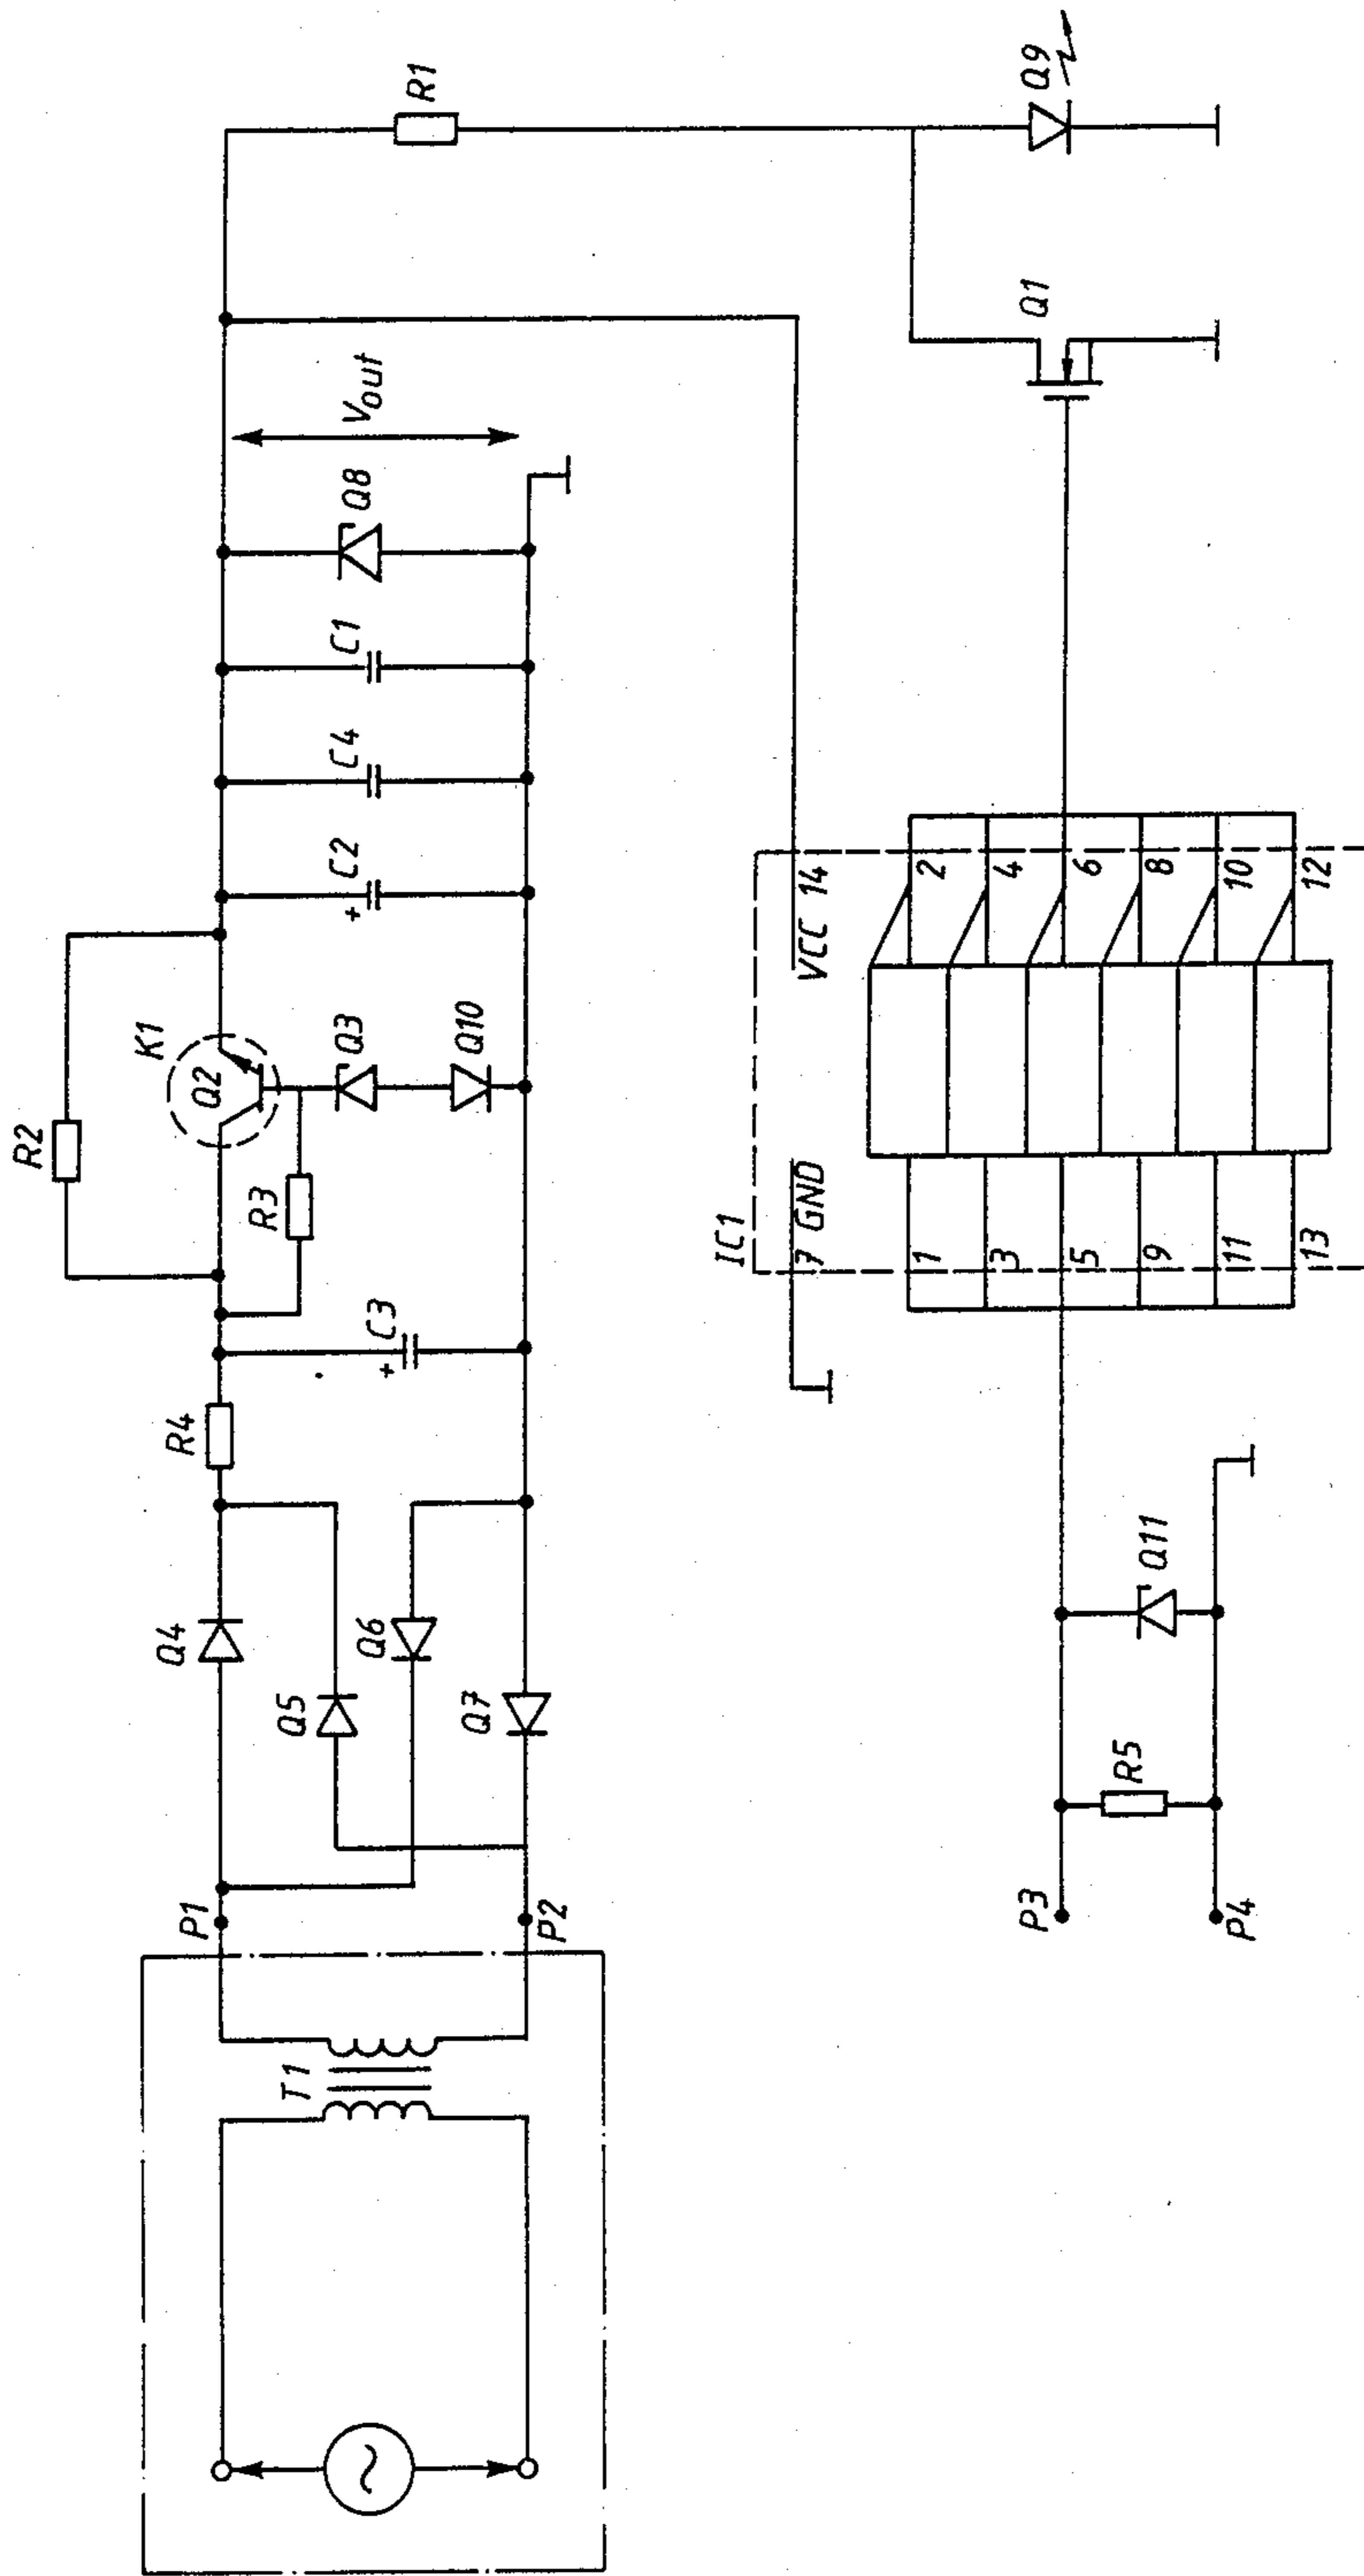 R2
K1
Q2
R3
R4
C3
+
Q3
Q10
C2
+
C4
C1
Q8
Vout
R1
Q4
Q5
Q6
Q7
P1
P2
T1
~
IC1
7 GND
VCC 14
1
3
5
9
11
13
2
4
6
8
10
12
Q1
Q9
P3
P4
R5
Q11